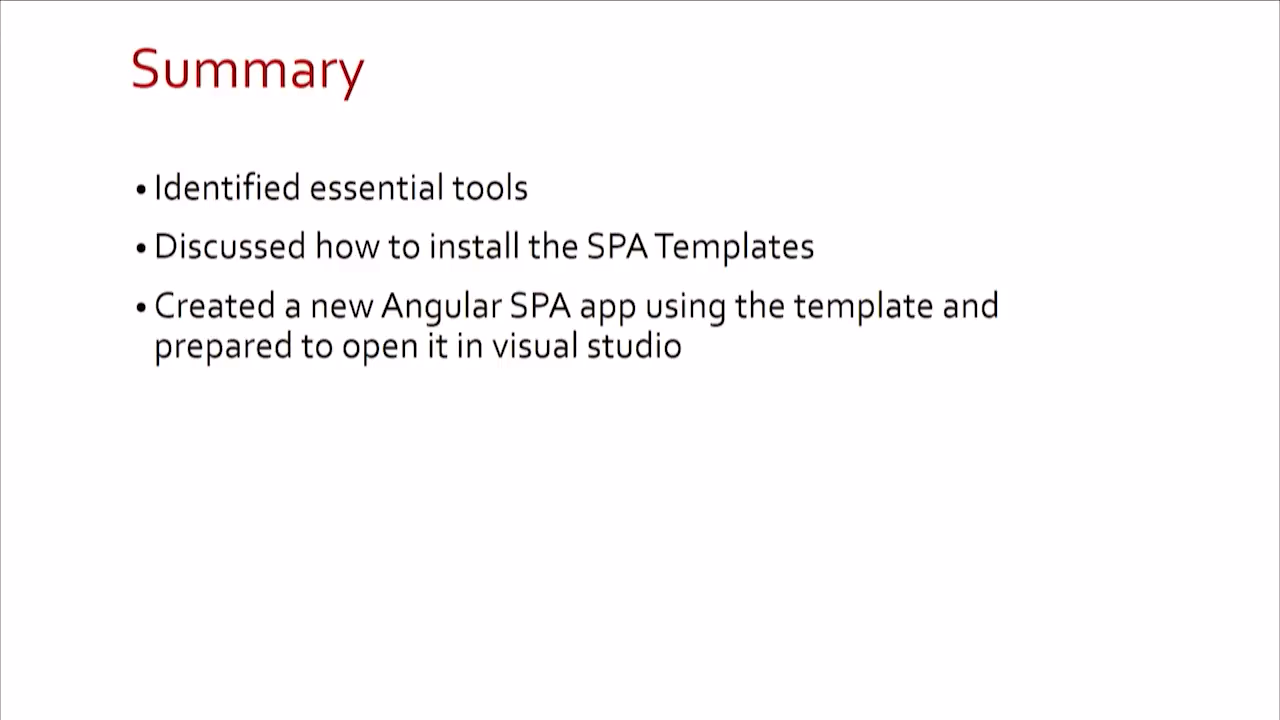 Summary
• Identified essential tools
• Discussed how to install the SPA Templates
• Created a new Angular SPA app using the template and
prepared to open it in visual studio